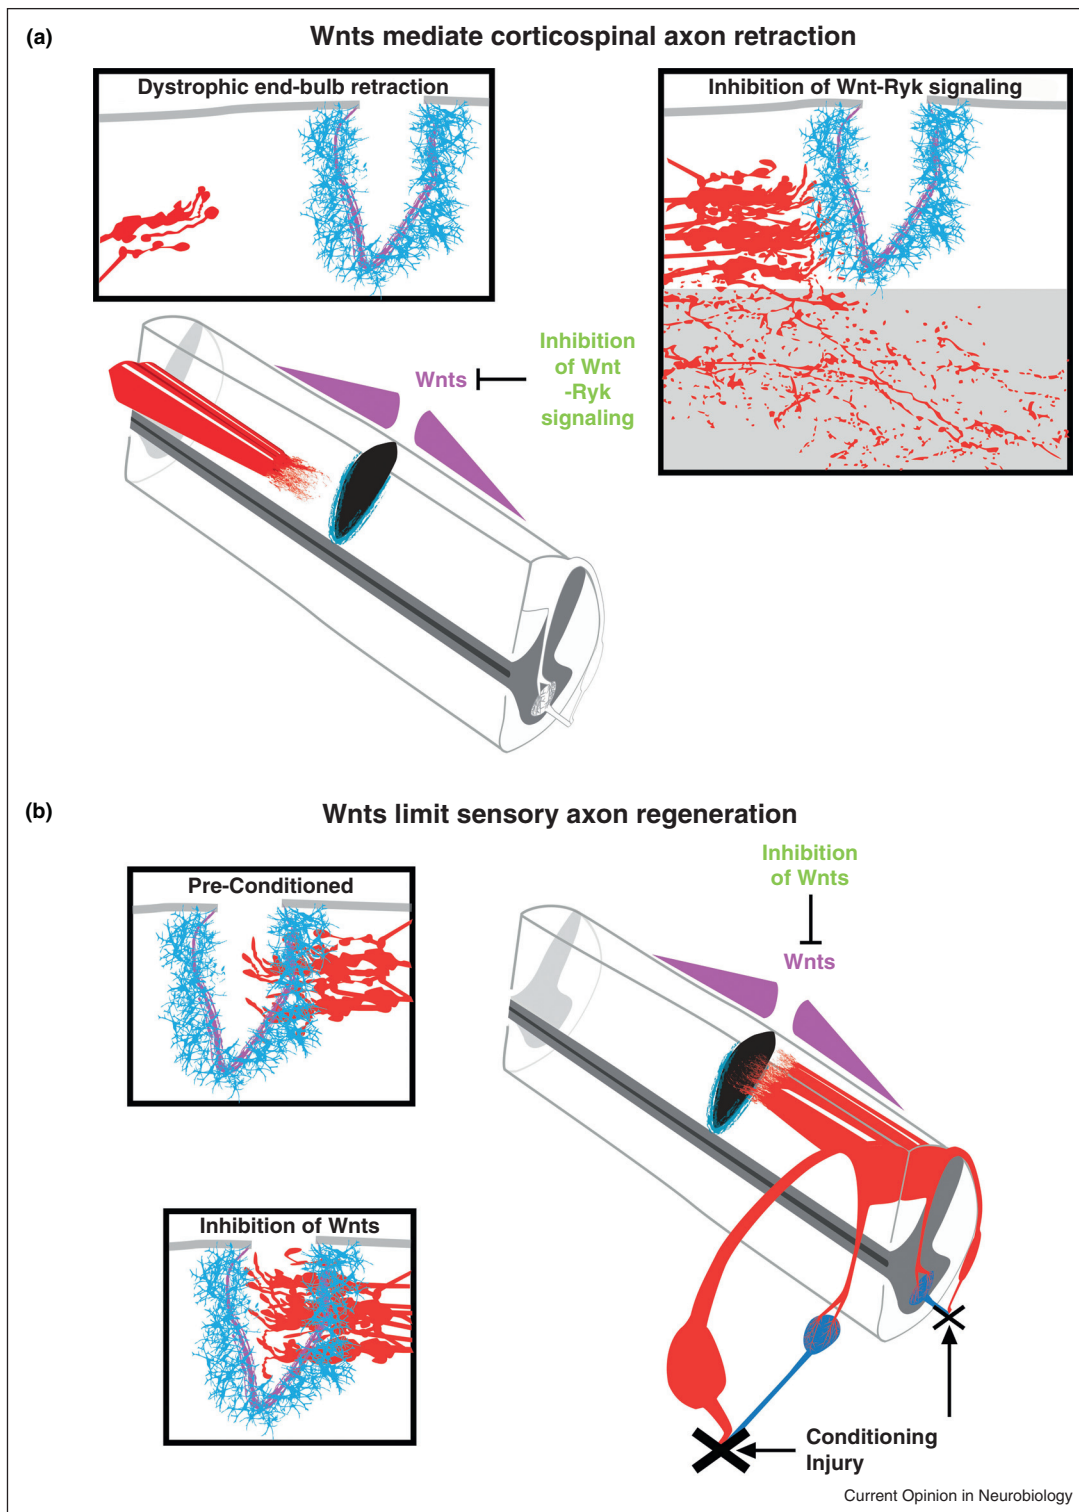 (a)
Wnts mediate corticospinal axon retraction
Dystrophic end-bulb retraction
Inhibition of Wnt-Ryk signaling
Inhibition
of Wnt
-Ryk
signaling
Wnts
(b)
Wnts limit sensory axon regeneration
Pre-Conditioned
Inhibition
of Wnts
Wnts
Inhibition of Wnts
Conditioning
Injury
Current Opinion in Neurobiology